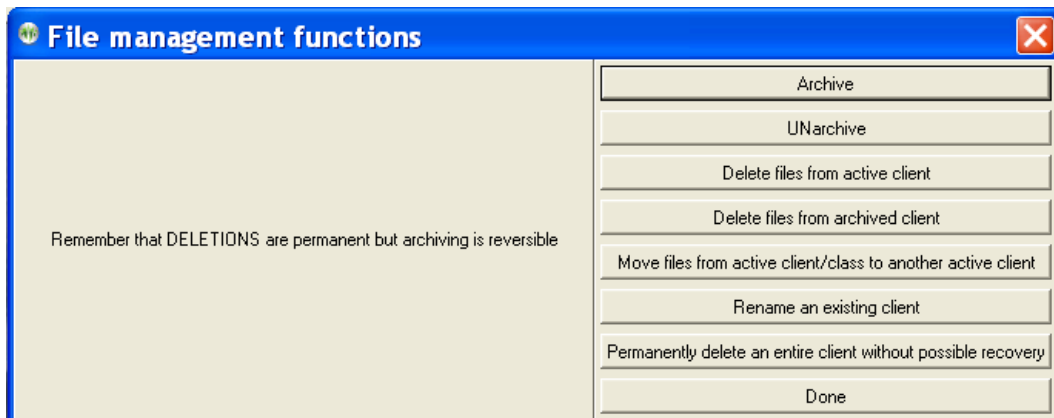 File management functions
Remember that DELETIONS are permanent but archiving is reversible
Archive
UNarchive
Delete files from active client
Delete files from archived client
Move files from active client/class to another active client
Rename an existing client
Permanently delete an entire client without possible recovery
Done